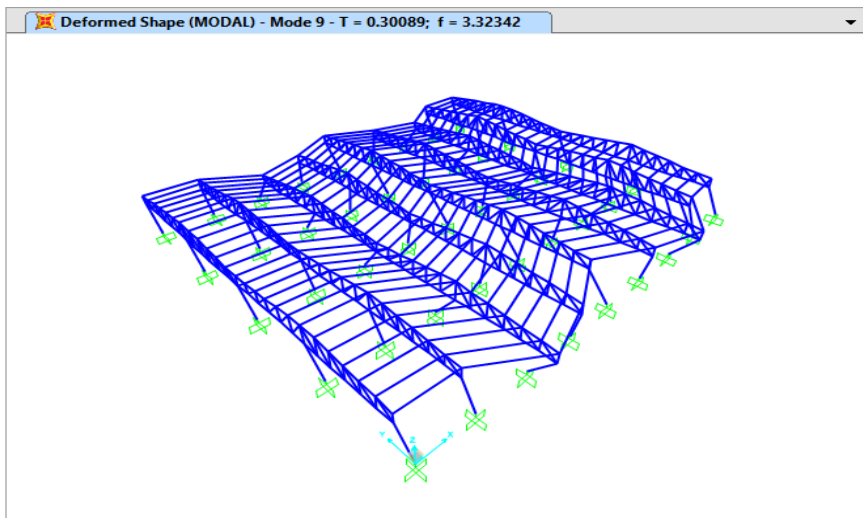 Deformed Shape (MODAL) - Mode 9 - T = 0.30089; f = 3.32342
Y
Z
X